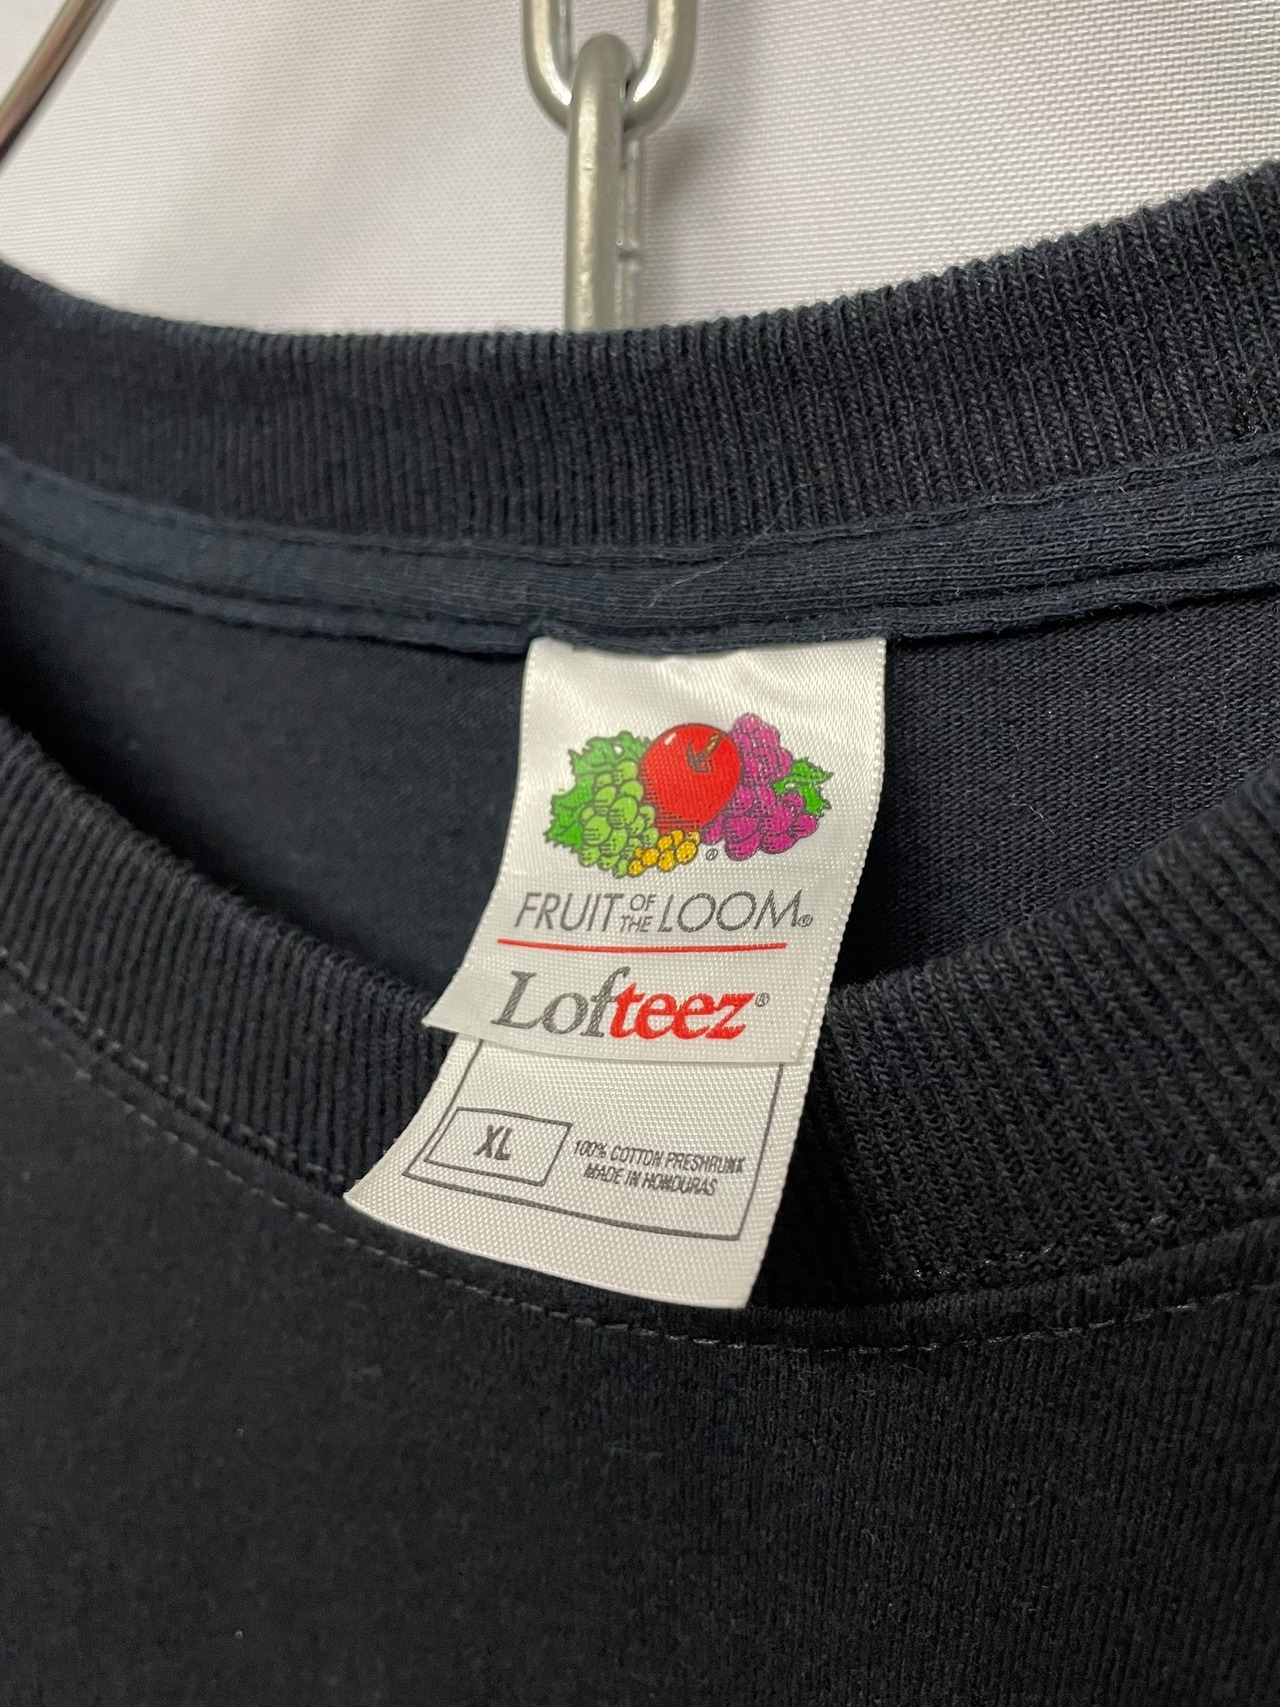 FRUIT OF THE LOOM®
Lofteez®
XL
100% COTTON PRESHRUNK
MADE IN HONDURAS